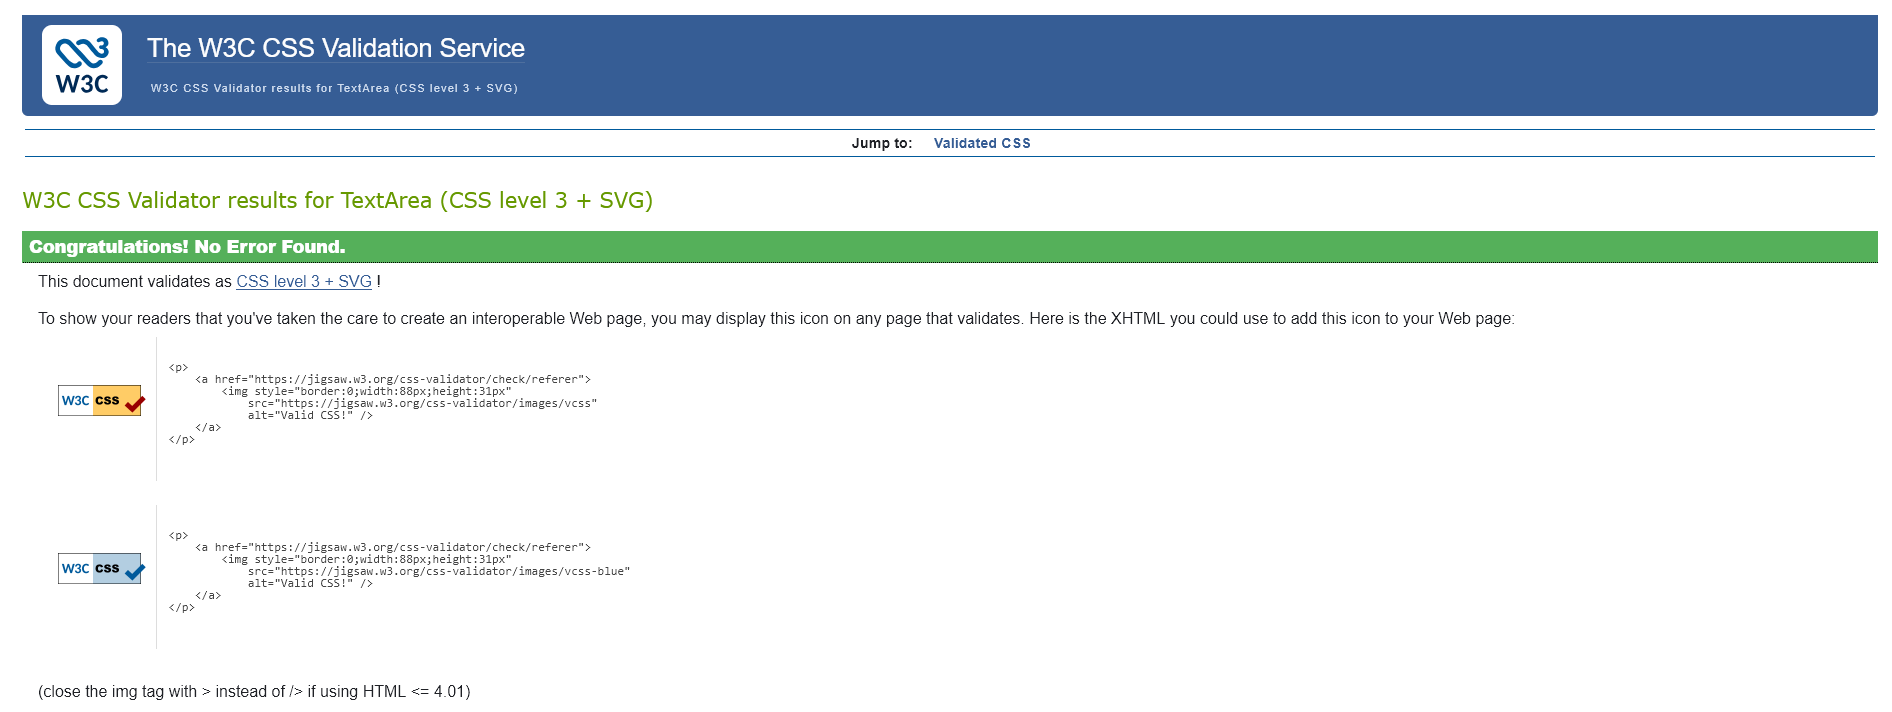 W3C
The W3C CSS Validation Service
W3C CSS Validator results for TextArea (CSS level 3 + SVG)
Jump to: Validated CSS
W3C CSS Validator results for TextArea (CSS level 3 + SVG)
Congratulations! No Error Found.
This document validates as CSS level 3 + SVG !
To show your readers that you've taken the care to create an interoperable Web page, you may display this icon on any page that validates. Here is the XHTML you could use to add this icon to your Web page:
W3C css
<p>
    <a href="https://jigsaw.w3.org/css-validator/check/referer">
        <img style="border:0;width:88px;height:31px"
            src="https://jigsaw.w3.org/css-validator/images/vcss"
            alt="Valid CSS!" />
    </a>
</p>
W3C css
<p>
    <a href="https://jigsaw.w3.org/css-validator/check/referer">
        <img style="border:0;width:88px;height:31px"
            src="https://jigsaw.w3.org/css-validator/images/vcss-blue"
            alt="Valid CSS!" />
    </a>
</p>
(close the img tag with > instead of /> if using HTML <= 4.01)